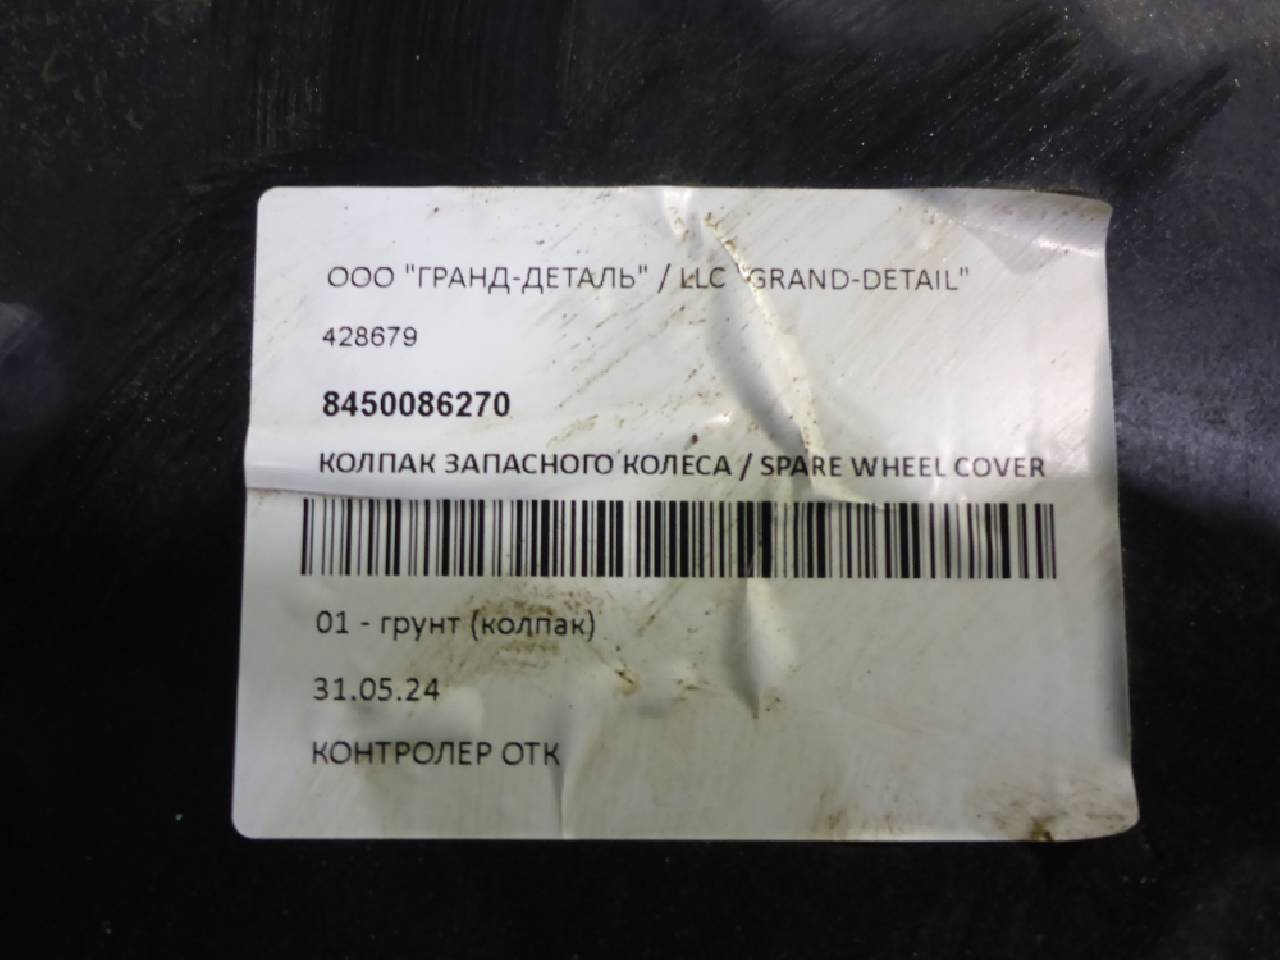 ООО "ГРАНД-ДЕТАЛЬ" / LLC "GRAND-DETAIL"
428679
8450086270
КОЛПАК ЗАПАСНОГО КОЛЕСА / SPARE WHEEL COVER
01 - грунт (колпак)
31.05.24
КОНТРОЛЕР ОТК